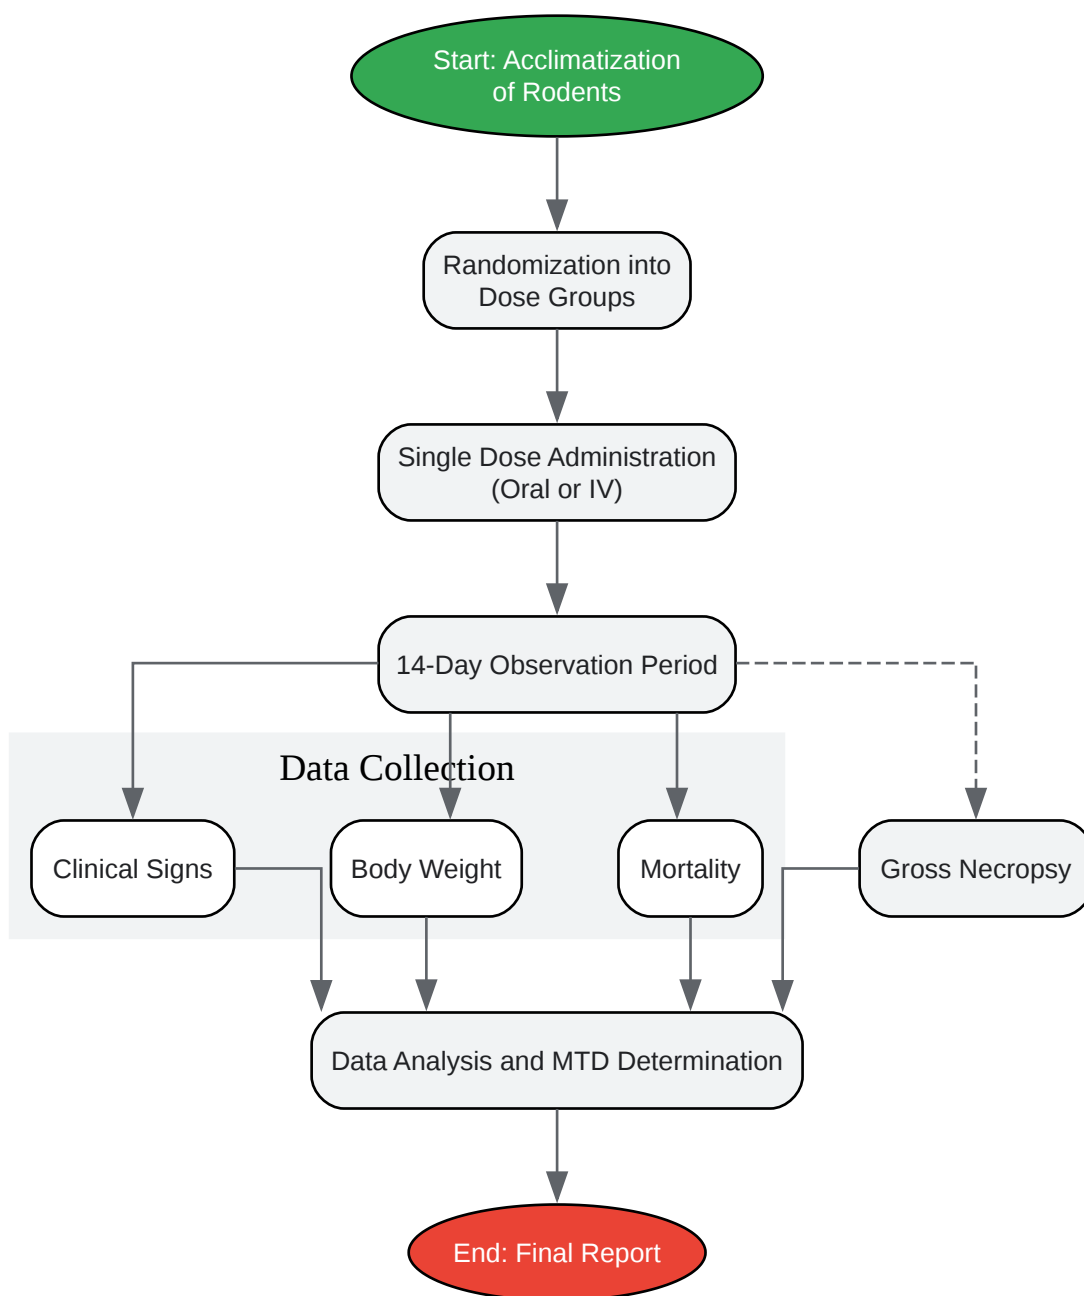 Start: Acclimatization
of Rodents
Randomization into
Dose Groups
Single Dose Administration
(Oral or IV)
14-Day Observation Period
Data Collection
Clinical Signs
Body Weight
Mortality
Gross Necropsy
Data Analysis and MTD Determination
End: Final Report